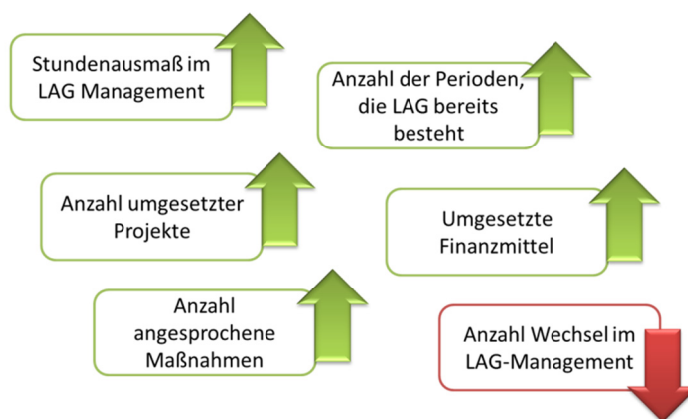 Stundenausmaß im
LAG Management
Anzahl der Perioden,
die LAG bereits
besteht
Anzahl umgesetzter
Projekte
Umgesetzte
Finanzmittel
Anzahl
angesprochene
Maßnahmen
Anzahl Wechsel im
LAG-Management